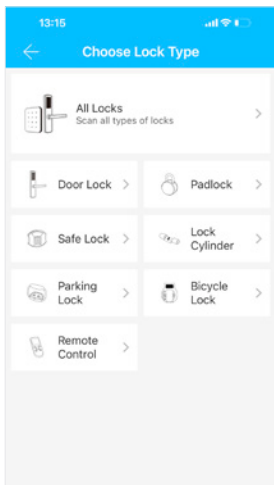 13:15
Choose Lock Type
All Locks
Scan all types of locks
Door Lock
Padlock
Safe Lock
Lock
Cylinder
Parking
Lock
Bicycle
Lock
Remote
Control